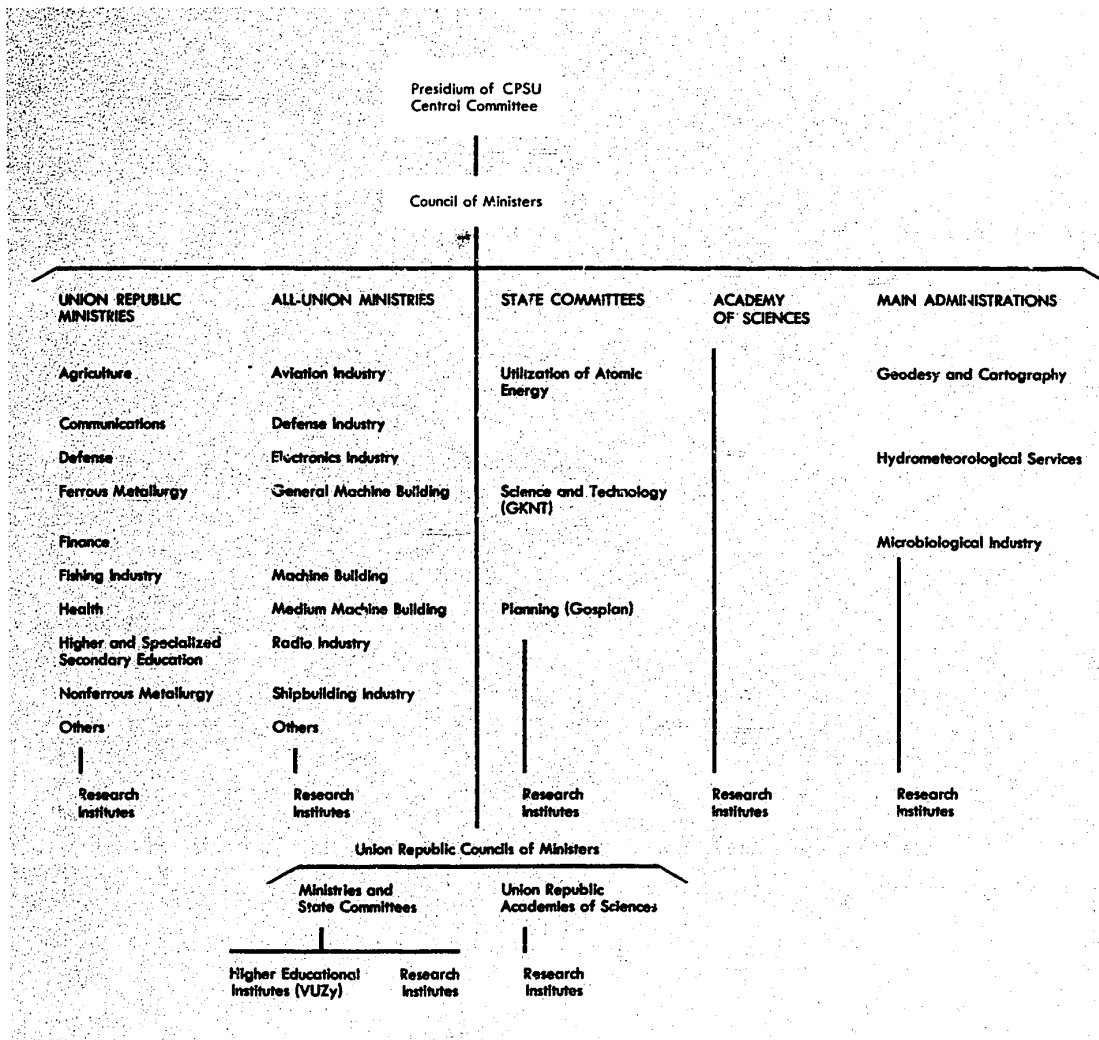 Presidium of CPSU
Central Committee
Council of Ministers
UNION REPUBLIC
MINISTRIES
Agriculture
Communications
Defense
Ferrous Metallurgy
Finance
Fishing Industry
Health
Higher and Specialized
Secondary Education
Nonferrous Metallurgy
Others
Research
Institutes
ALL-UNION MINISTRIES
Aviation Industry
Defense Industry
Electronics Industry
General Machine Building
Machine Building
Medium Machine Building
Radio Industry
Shipbuilding Industry
Others
Research
Institutes
STATE COMMITTEES
Utilization of Atomic
Energy
Science and Technology
(GKNT)
Planning (Gosplan)
Research
Institutes
ACADEMY
OF SCIENCES
Research
Institutes
MAIN ADMINISTRATIONS
Geodesy and Cartography
Hydrometeorological Services
Microbiological Industry
Research
Institutes
Union Republic Councils of Ministers
Ministries and
State Committees
Higher Educational
Institutes (VUZy)
Research
Institutes
Union Republic
Academies of Sciences
Research
Institutes